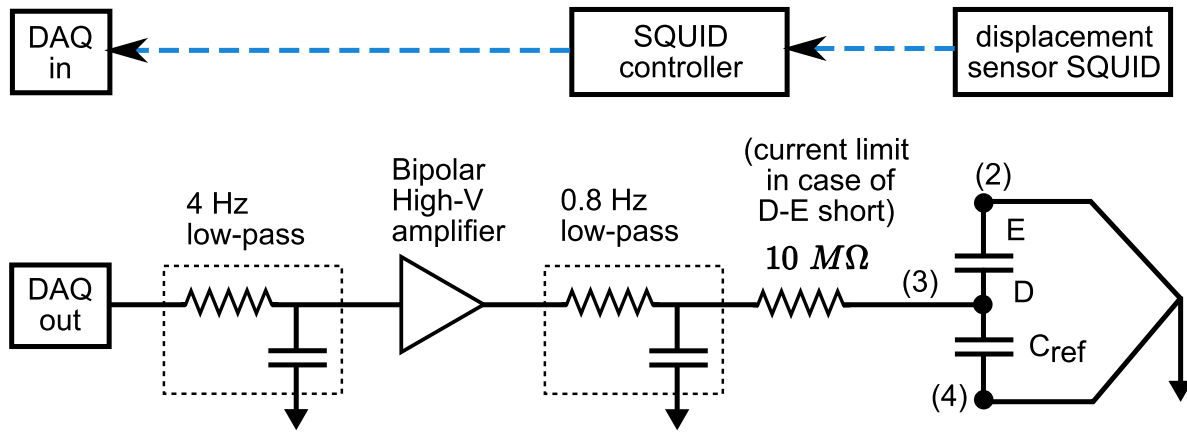 DAQ
in
SQUID
controller
displacement
sensor SQUID
4 Hz
low-pass
Bipolar
High-V
amplifier
0.8 Hz
low-pass
(current limit
in case of
D-E short)
10 MΩ
(2)
E
(3)
D
DAQ
out
Cref
(4)